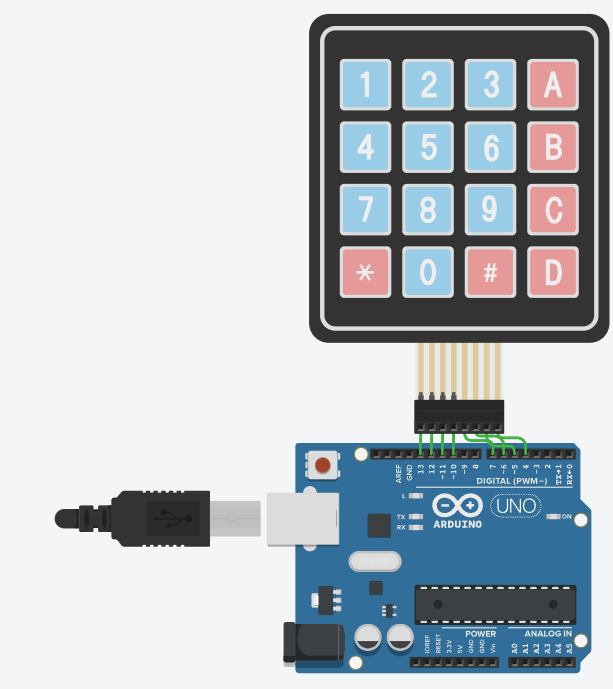 1 2 3 A
4 5 6 B
7 8 9 C
* 0 # D
AREF
GND
13
12
~11
~10
~9
8
7
~6
~5
4
~3
2
TX→1
RX←0
DIGITAL (PWM~)
L
TX
RX
ARDUINO
UNO
ON
POWER
ANALOG IN
IOREF
RESET
3.3V
5V
GND
GND
Vin
A0
A1
A2
A3
A4
A5